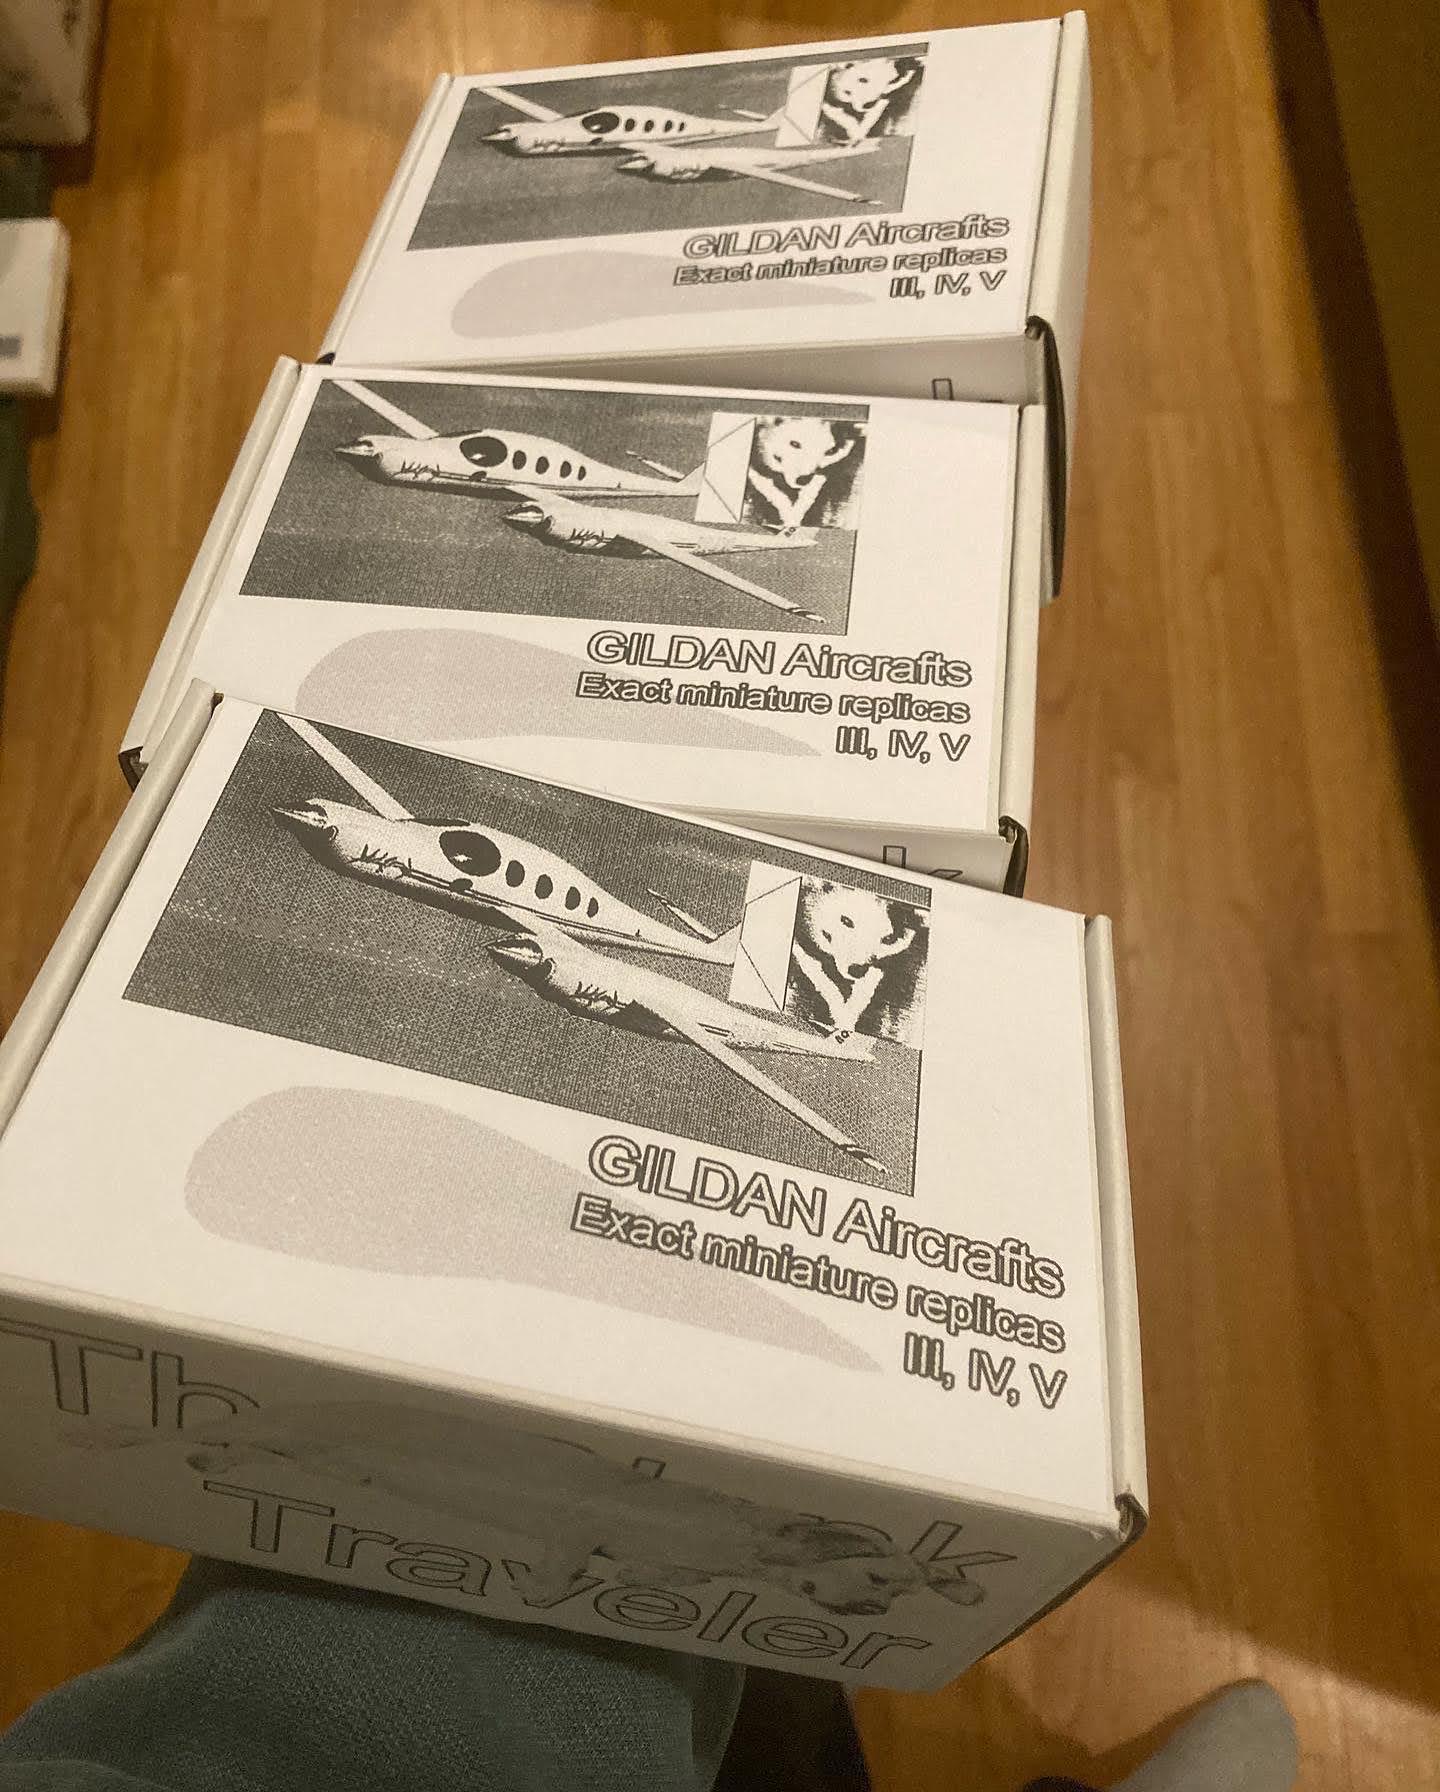 GILDAN Aircrafts
Exact miniature replicas
III, IV, V
GILDAN Aircrafts
Exact miniature replicas
III, IV, V
k
GILDAN Aircrafts
Exact miniature replicas
III, IV, V
Traveler